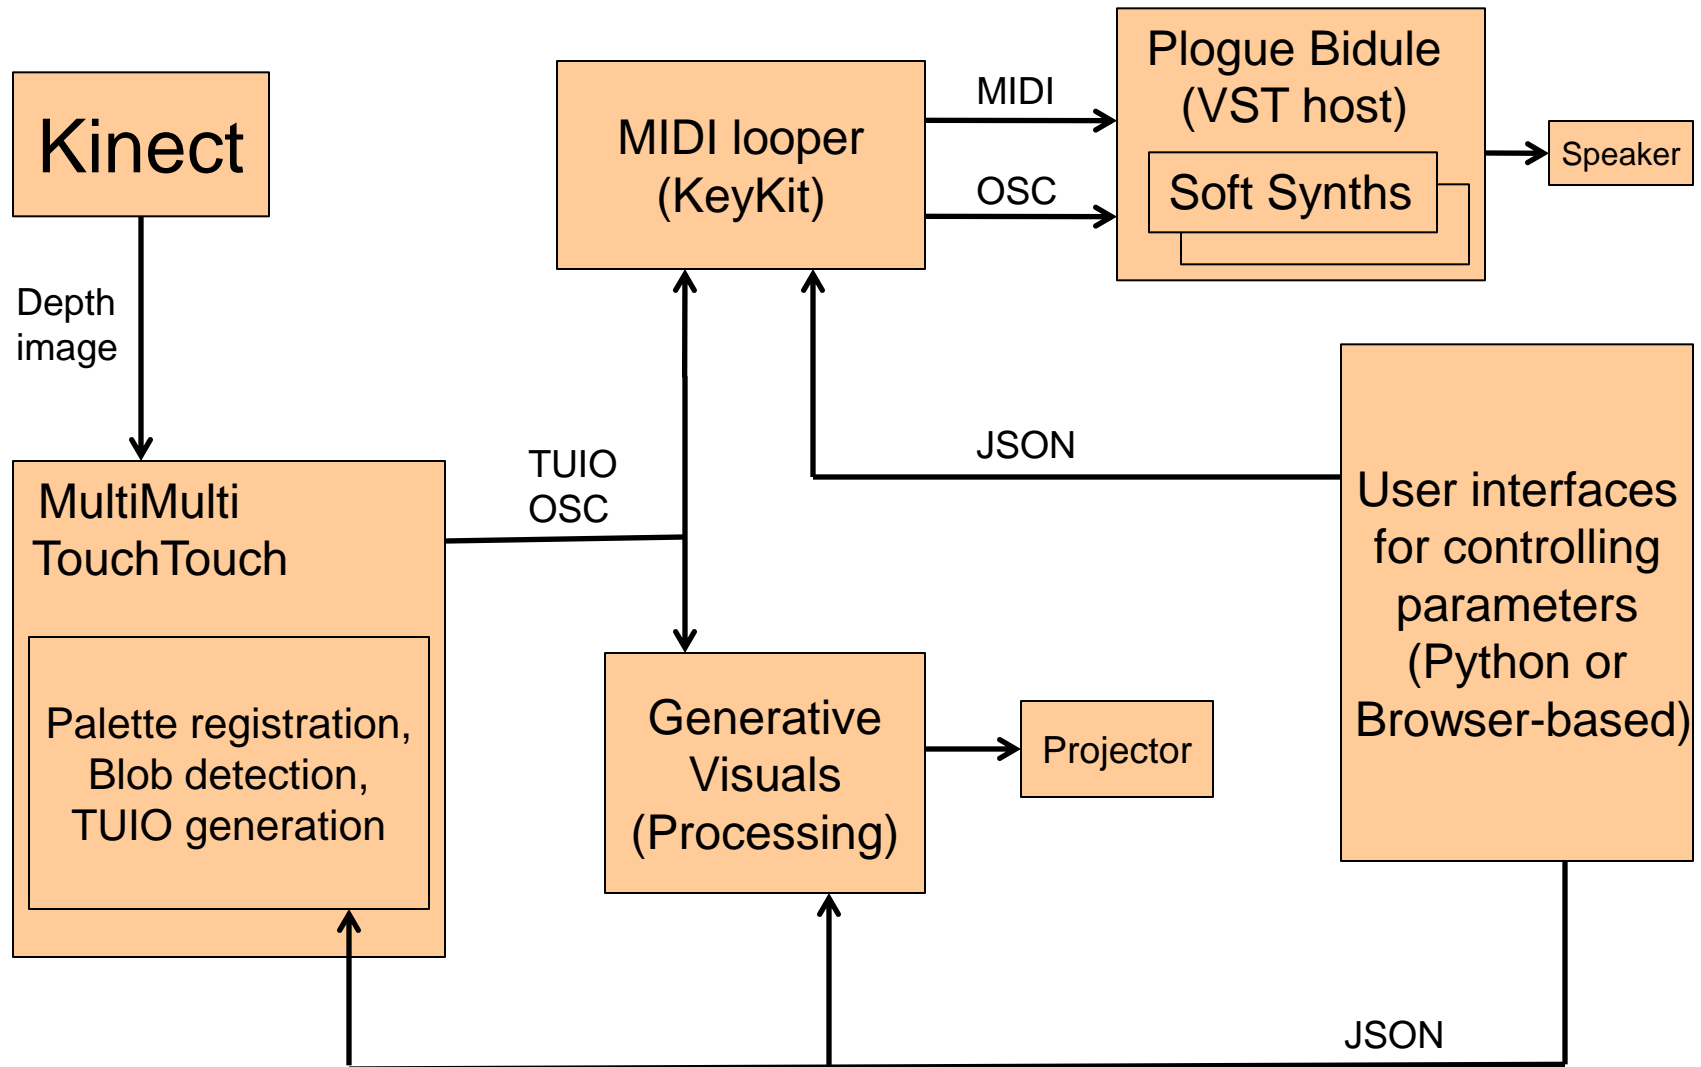 Kinect
Depth
image
MultiMulti
TouchTouch
Palette registration,
Blob detection,
TUIO generation
TUIO
OSC
MIDI looper
(KeyKit)
MIDI
OSC
Plogue Bidule
(VST host)
Soft Synths
Speaker
JSON
Generative
Visuals
(Processing)
Projector
User interfaces
for controlling
parameters
(Python or
Browser-based)
JSON